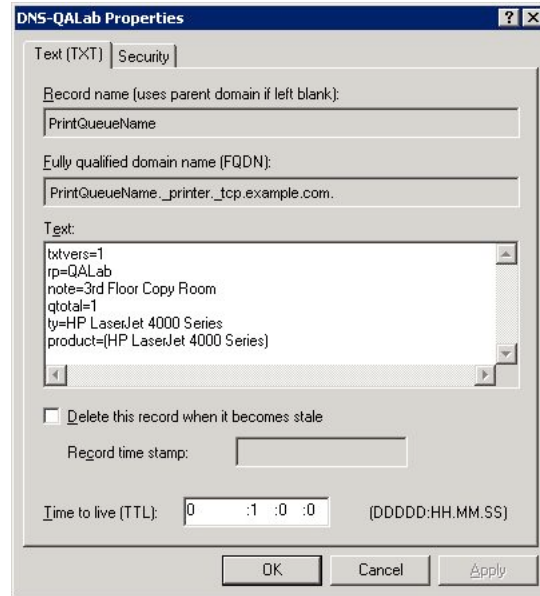 DNS-QALab Properties
Text (TXT) Security
Record name (uses parent domain if left blank):
PrintQueueName
Fully qualified domain name (FQDN):
PrintQueueName._printer._tcp.example.com.
Text:
txtvers=1
rp=QALab
note=3rd Floor Copy Room
qtotal=1
ty=HP LaserJet 4000 Series
product=(HP LaserJet 4000 Series)
Delete this record when it becomes stale
Record time stamp:
Time to live (TTL): 0 :1 :0 :0 (DDDDD:HH.MM.SS)
OK Cancel Apply